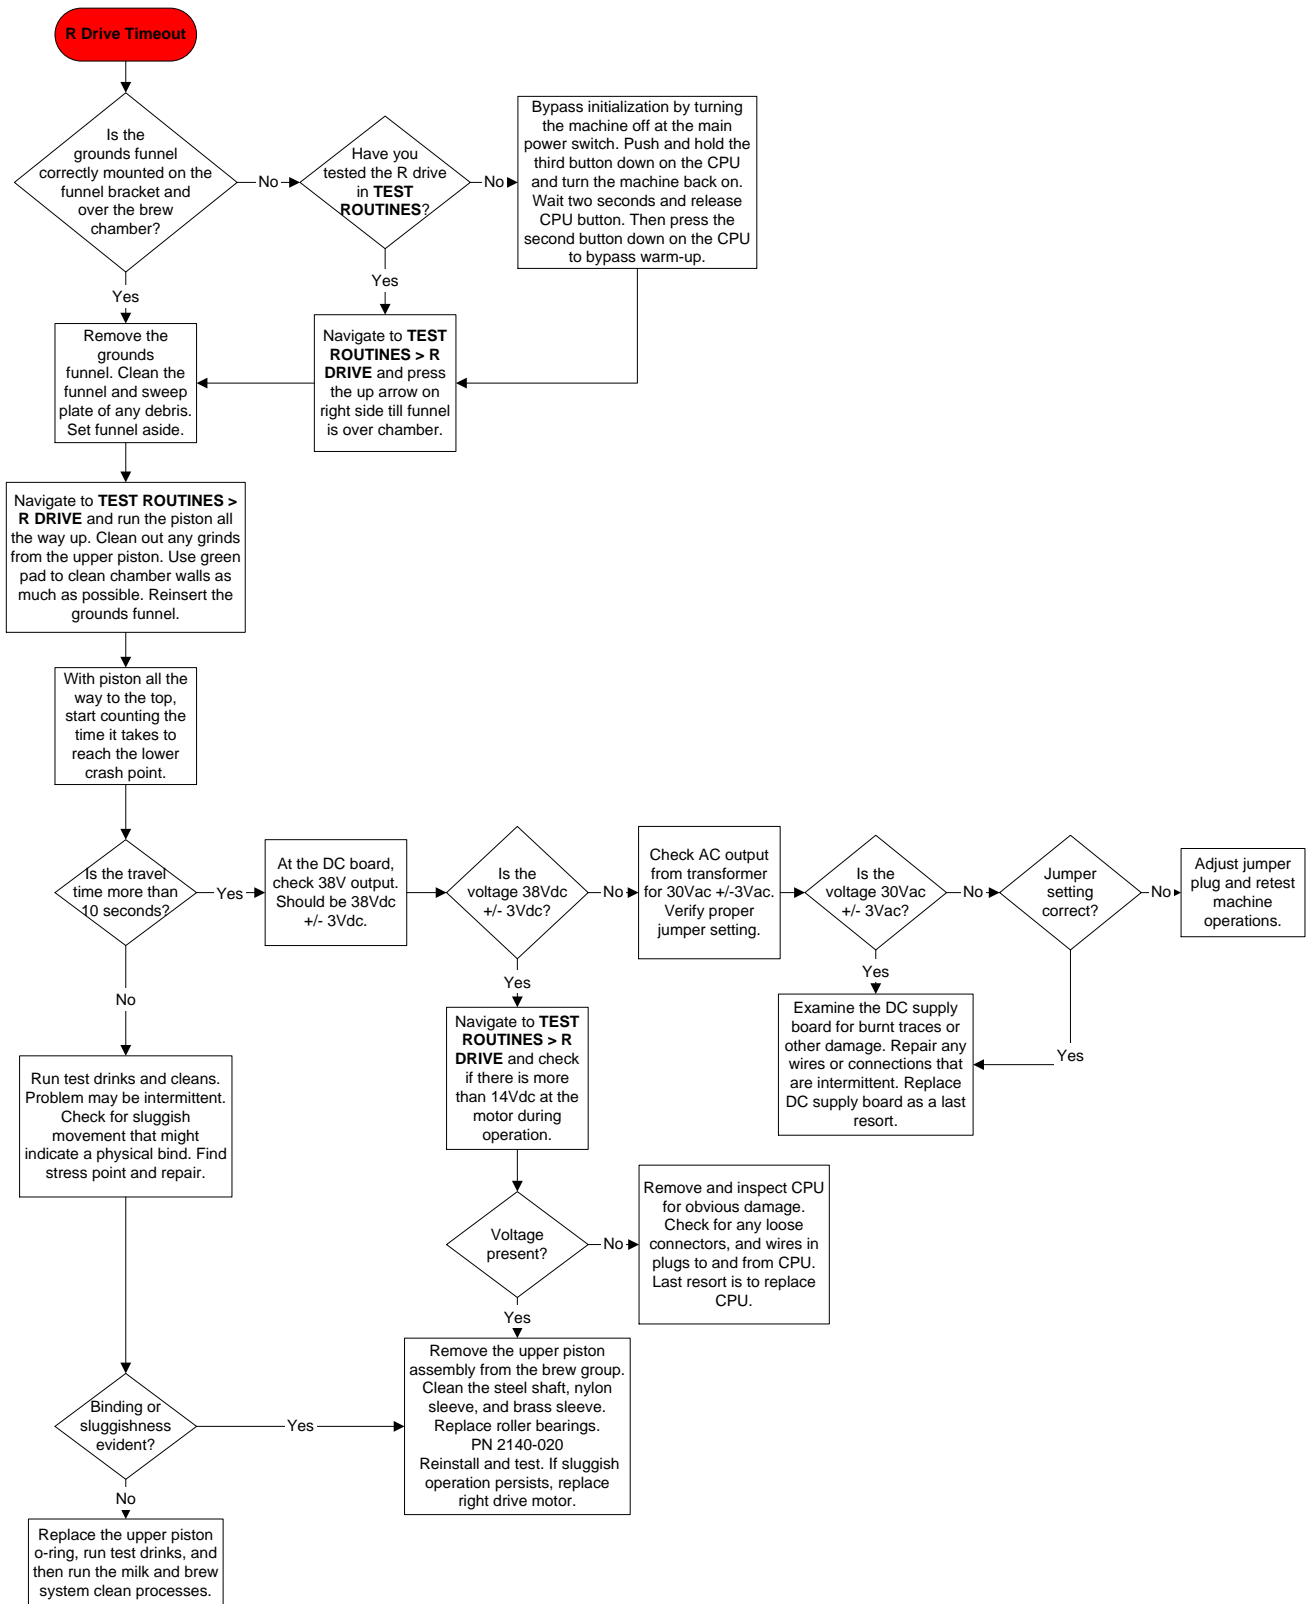 R Drive Timeout
Is the
grounds funnel
correctly mounted on the
funnel bracket and
over the brew
chamber?
No
Have you
tested the R drive
in TEST
ROUTINES?
No
Bypass initialization by turning
the machine off at the main
power switch. Push and hold the
third button down on the CPU
and turn the machine back on.
Wait two seconds and release
CPU button. Then press the
second button down on the CPU
to bypass warm-up.
Yes
Yes
Remove the
grounds
funnel. Clean the
funnel and sweep
plate of any debris.
Set funnel aside.
Navigate to TEST
ROUTINES > R
DRIVE and press
the up arrow on
right side till funnel
is over chamber.
Navigate to TEST ROUTINES >
R DRIVE and run the piston all
the way up. Clean out any grinds
from the upper piston. Use green
pad to clean chamber walls as
much as possible. Reinsert the
grounds funnel.
With piston all the
way to the top,
start counting the
time it takes to
reach the lower
crash point.
Is the travel
time more than
10 seconds?
Yes
At the DC board,
check 38V output.
Should be 38Vdc
+/- 3Vdc.
Is the
voltage 38Vdc
+/- 3Vdc?
No
Check AC output
from transformer
for 30Vac +/-3Vac.
Verify proper
jumper setting.
Is the
voltage 30Vac
+/- 3Vac?
No
Jumper
setting
correct?
No
Adjust jumper
plug and retest
machine
operations.
No
Yes
Yes
Yes
Navigate to TEST
ROUTINES > R
DRIVE and check
if there is more
than 14Vdc at the
motor during
operation.
Examine the DC supply
board for burnt traces or
other damage. Repair any
wires or connections that
are intermittent. Replace
DC supply board as a last
resort.
Run test drinks and cleans.
Problem may be intermittent.
Check for sluggish
movement that might
indicate a physical bind. Find
stress point and repair.
Voltage
present?
No
Remove and inspect CPU
for obvious damage.
Check for any loose
connectors, and wires in
plugs to and from CPU.
Last resort is to replace
CPU.
Yes
Binding or
sluggishness
evident?
Yes
Remove the upper piston
assembly from the brew group.
Clean the steel shaft, nylon
sleeve, and brass sleeve.
Replace roller bearings.
PN 2140-020
Reinstall and test. If sluggish
operation persists, replace
right drive motor.
No
Replace the upper piston
o-ring, run test drinks, and
then run the milk and brew
system clean processes.